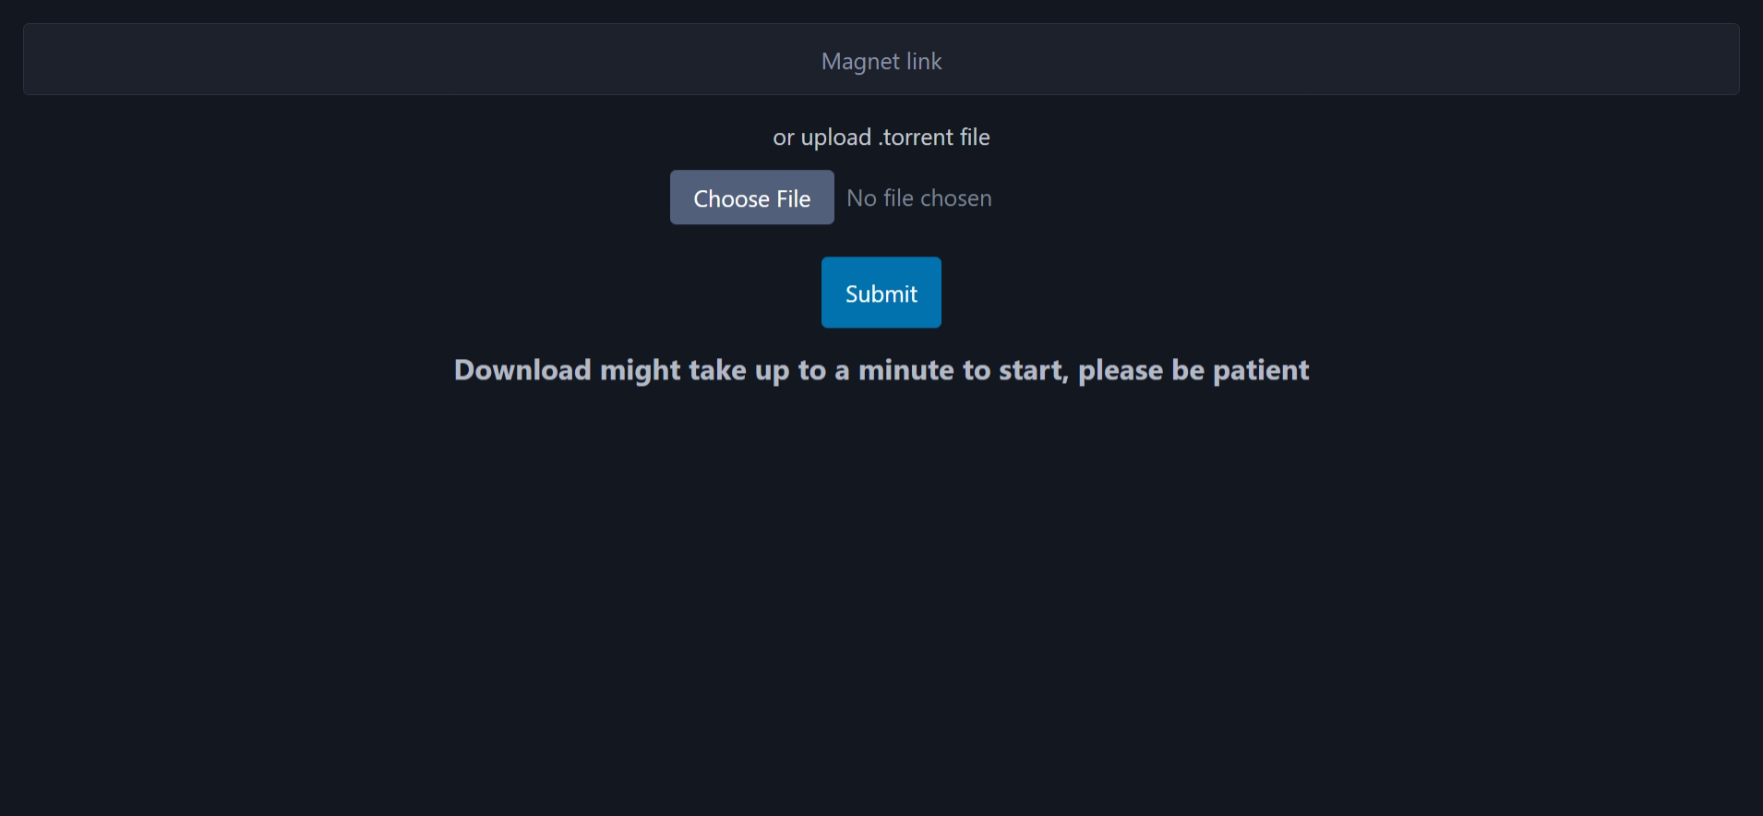 Magnet link
or upload .torrent file
Choose File No file chosen
Submit
Download might take up to a minute to start, please be patient